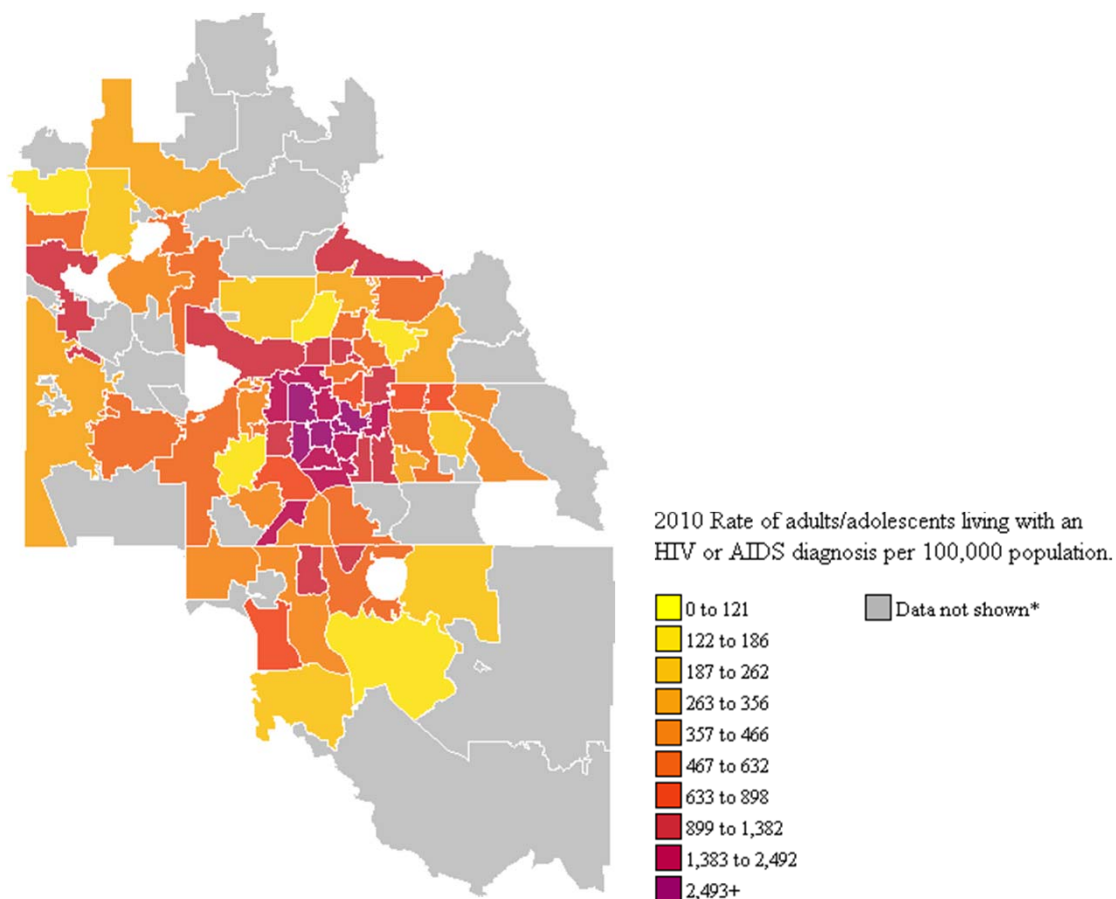 2010 Rate of adults/adolescents living with an
HIV or AIDS diagnosis per 100,000 population.
0 to 121
Data not shown*
122 to 186
187 to 262
263 to 356
357 to 466
467 to 632
633 to 898
899 to 1,382
1,383 to 2,492
2,493+